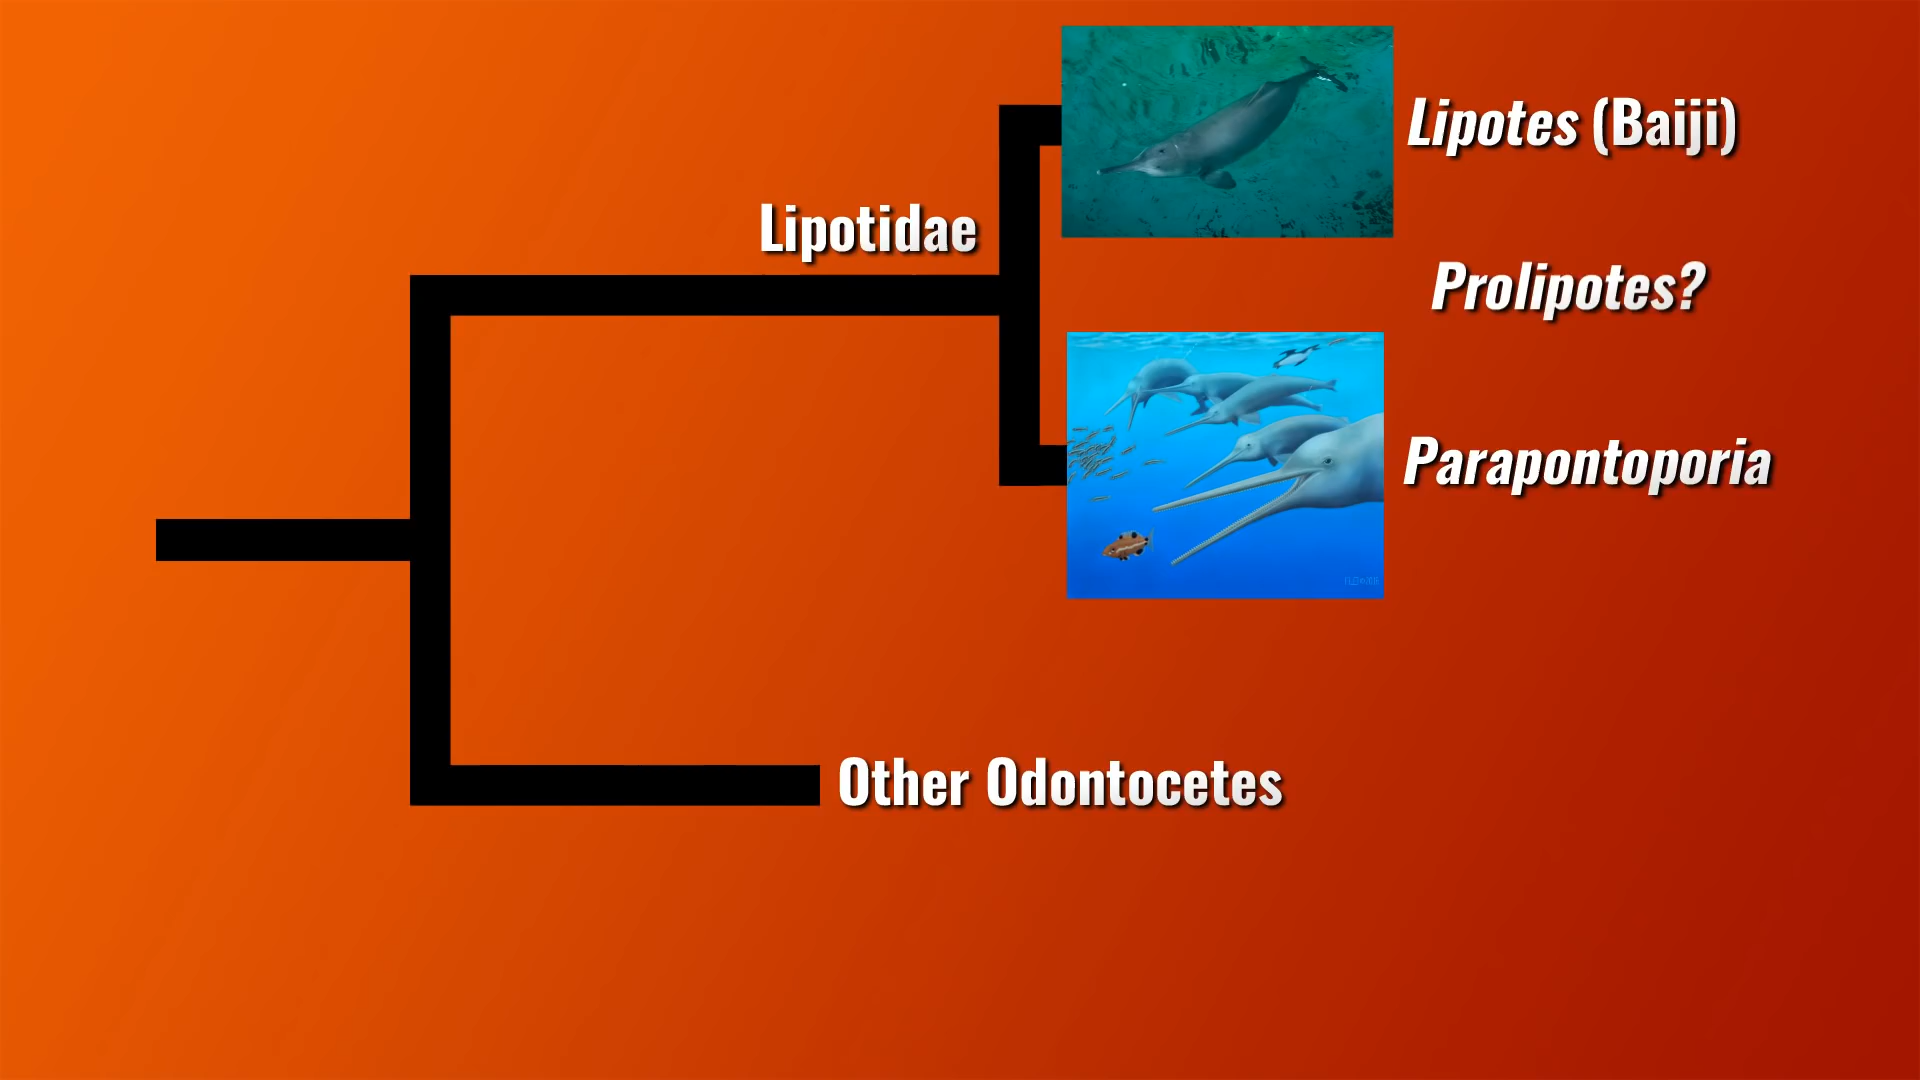 Lipotes (Baiji)
Lipotidae
Prolipotes?
Parapontoporia
Other Odontocetes